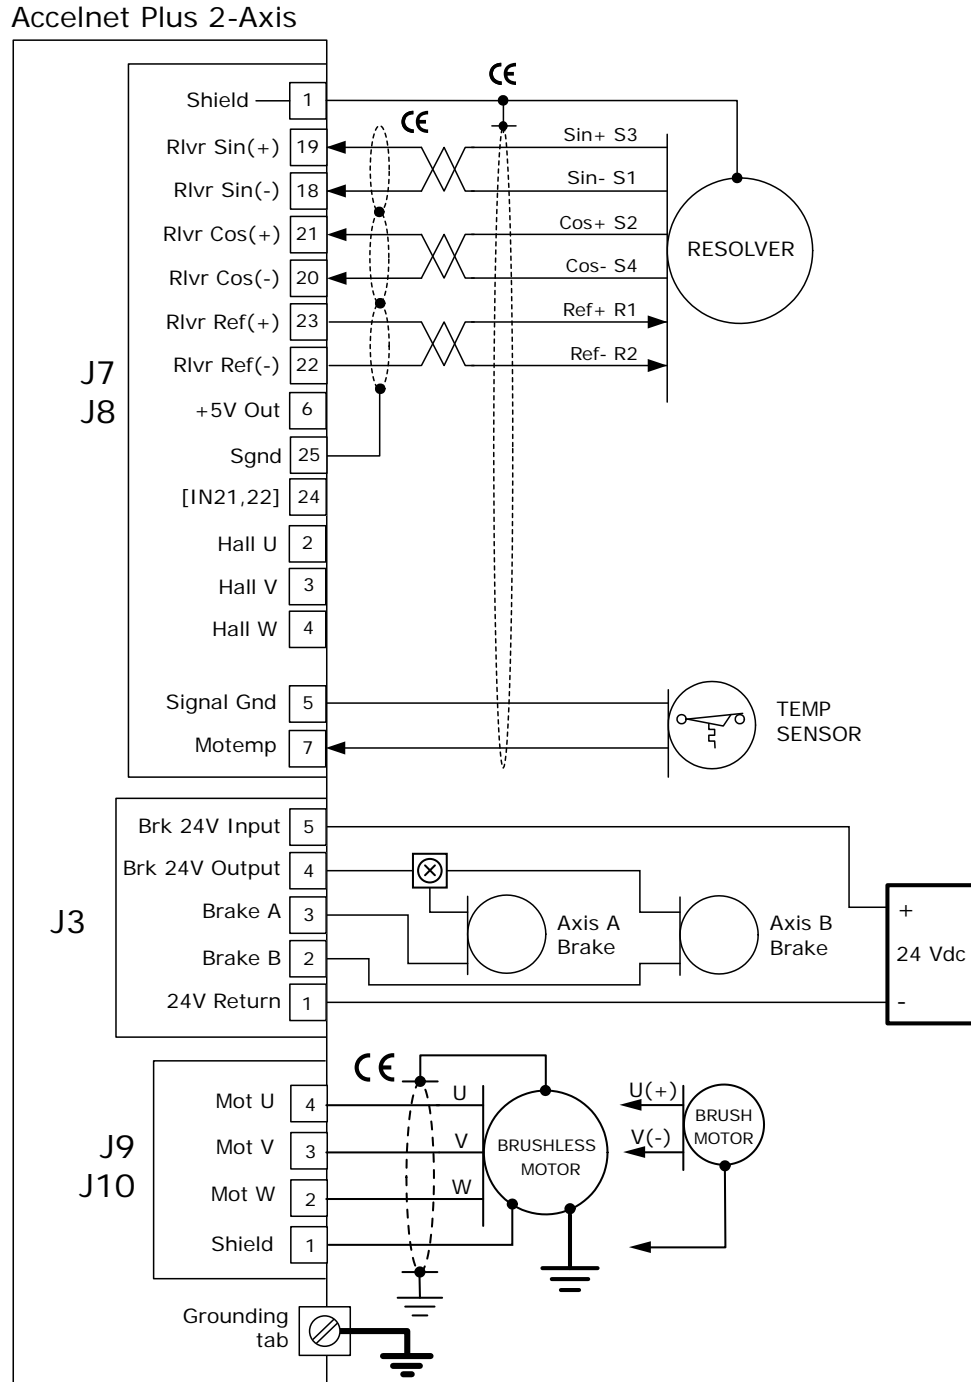 Accelnet Plus 2-Axis
CE
Shield 1
CE
Rlvr Sin(+) 19 Sin+ S3
Rlvr Sin(-) 18 Sin- S1
Rlvr Cos(+) 21 Cos+ S2
RESOLVER
Rlvr Cos(-) 20 Cos- S4
Rlvr Ref(+) 23 Ref+ R1
Rlvr Ref(-) 22 Ref- R2
J7
J8
+5V Out 6
Sgnd 25
[IN21,22] 24
Hall U 2
Hall V 3
Hall W 4
Signal Gnd 5
Motemp 7
TEMP
SENSOR
Brk 24V Input 5
Brk 24V Output 4
J3
Brake A 3
Brake B 2
24V Return 1
Axis A
Brake
Axis B
Brake
+
24 Vdc
-
CE
J9
J10
Mot U 4 U
Mot V 3 V
Mot W 2 W
Shield 1
BRUSHLESS
MOTOR
U(+)
V(-)
BRUSH
MOTOR
Grounding
tab